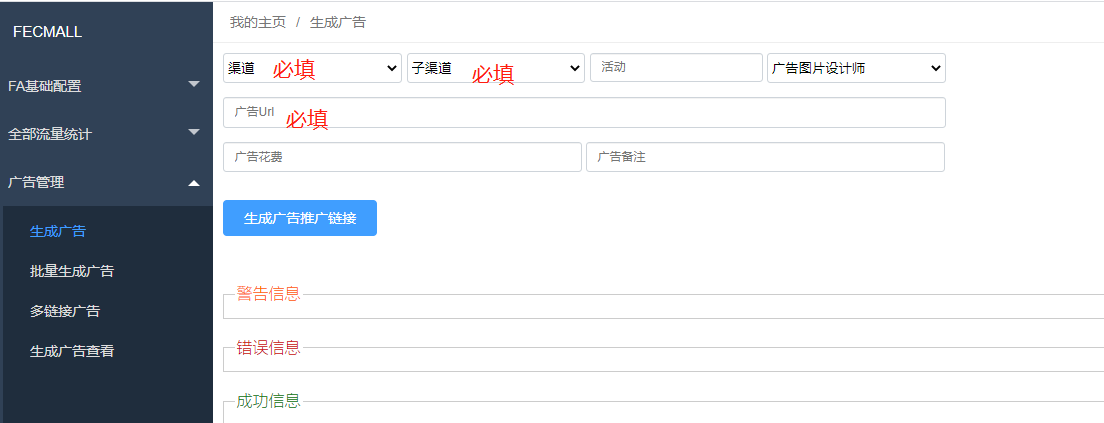 FECMALL
FA基础配置
全部流量统计
广告管理
生成广告
批量生成广告
多链接广告
生成广告查看
我的主页 / 生成广告
渠道 必填 子渠道 必填 活动 广告图片设计师
广告Url 必填
广告花费 广告备注
生成广告推广链接
警告信息
错误信息
成功信息